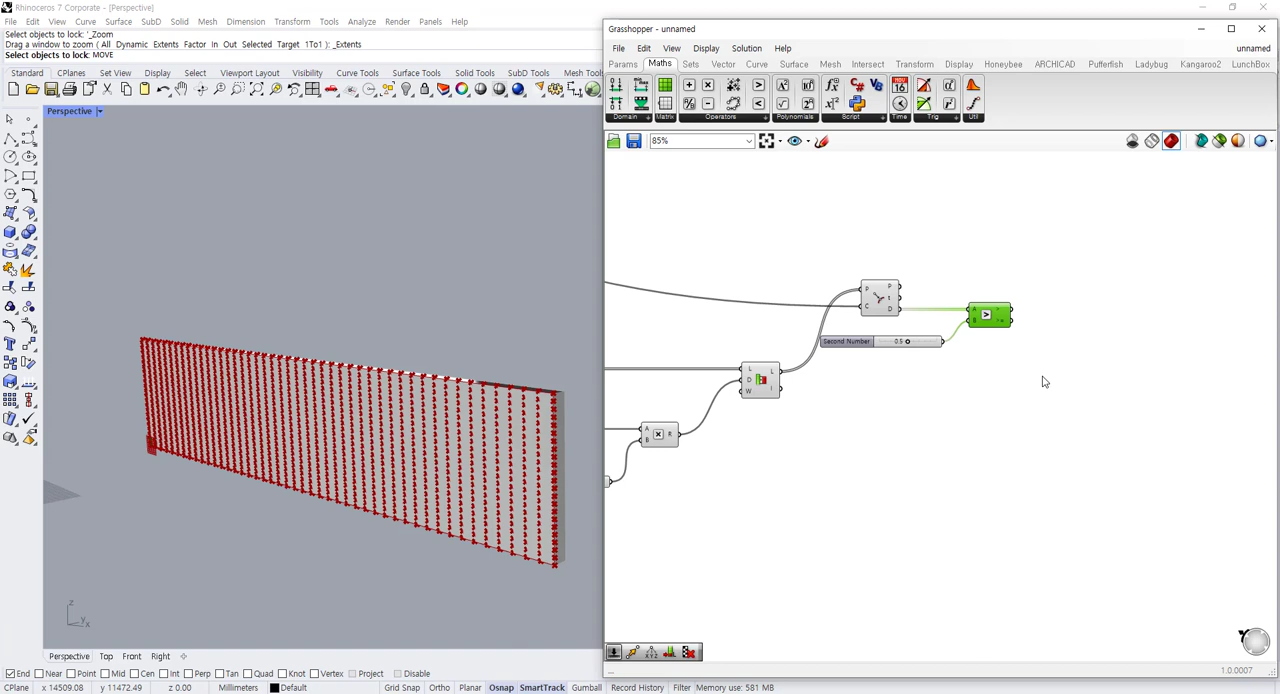 Rhinoceros 7 Corporate - [Perspective]
File Edit View Curve Surface SubD Solid Mesh Dimension Transform Tools Analyze Render Panels Help
Select objects to lock: '_Zoom
Drag a window to zoom ( All Dynamic Extents Factor In Out Selected Target 1To1 ): _Extents
Select objects to lock: MOVE
Standard CPlanes Set View Display Select Viewport Layout Visibility Curve Tools Surface Tools Solid Tools SubD Tools Mesh Tools
Perspective
z
y
x
Perspective Top Front Right
End Near Point Mid Cen Int Perp Tan Quad Knot Vertex Project Disable
CPlane x 14509.08 y 11472.49 z 0.00 Millimeters Default Grid Snap Ortho Planar Osnap SmartTrack Gumball Record History Filter Memory use: 581 MB
Grasshopper - unnamed
File Edit View Display Solution Help unnamed
Params Maths Sets Vector Curve Surface Mesh Intersect Transform Display Honeybee ARCHICAD Pufferfish Ladybug Kangaroo2 LunchBox
Domain Matrix Operators Polynomials Script Time Trig Util
85%
P P
t
C D
A >
B >=
Second Number 0.5
L L
D
W I
A R
B
1.0.0007